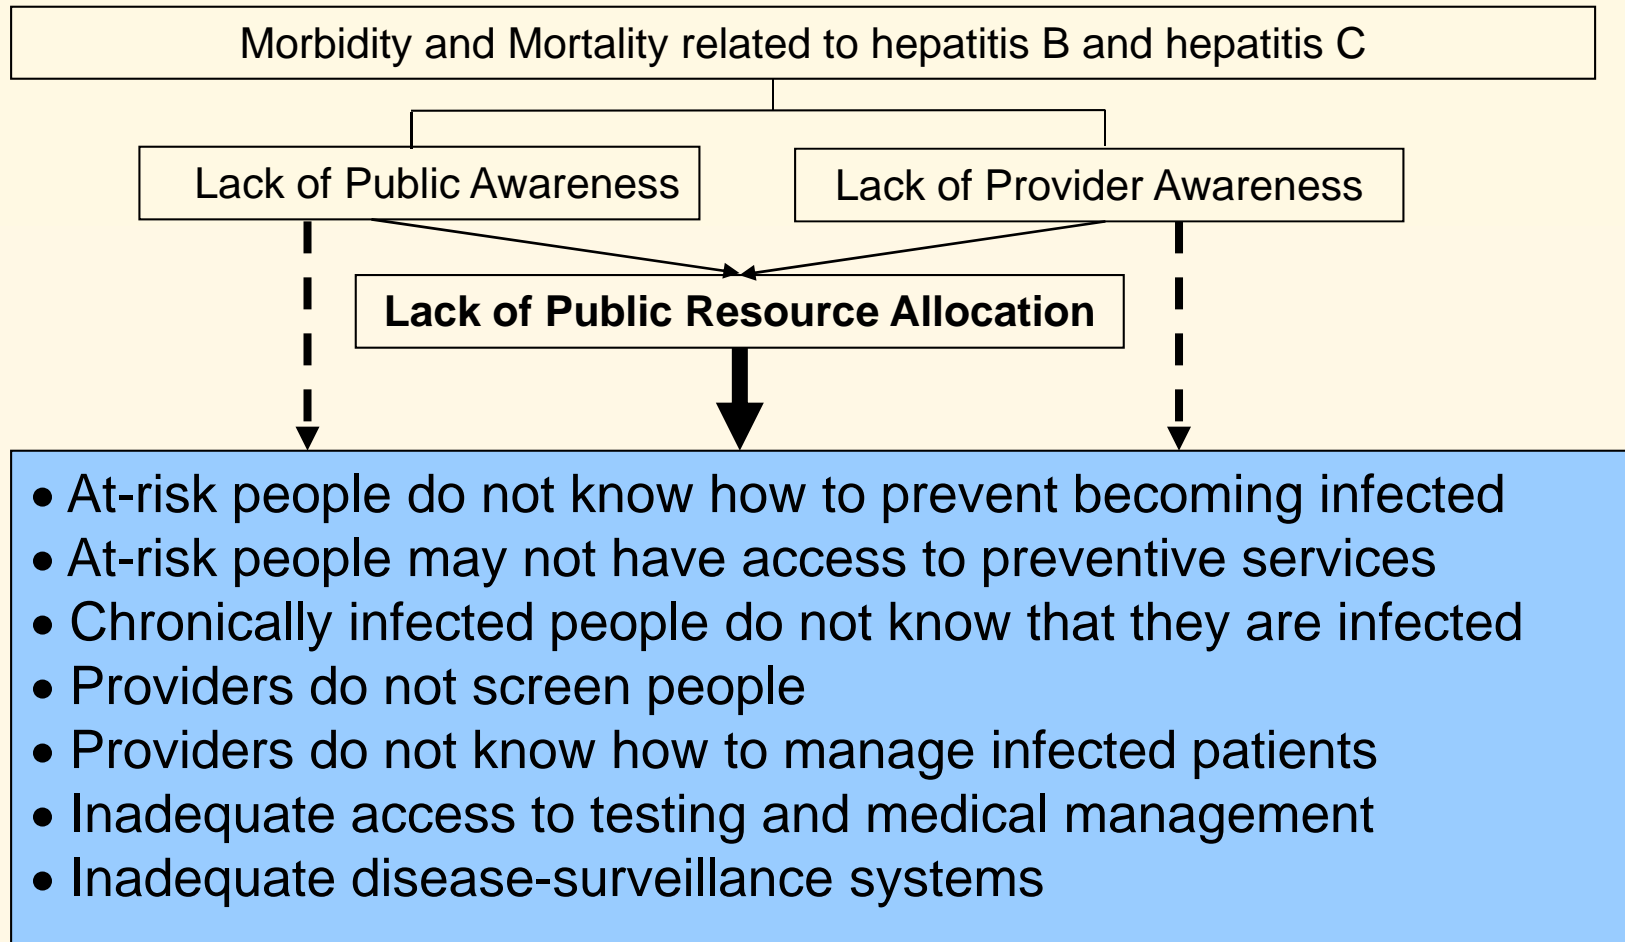 Morbidity and Mortality related to hepatitis B and hepatitis C
Lack of Public Awareness
Lack of Provider Awareness
Lack of Public Resource Allocation
• At-risk people do not know how to prevent becoming infected
• At-risk people may not have access to preventive services
• Chronically infected people do not know that they are infected
• Providers do not screen people
• Providers do not know how to manage infected patients
• Inadequate access to testing and medical management
• Inadequate disease-surveillance systems